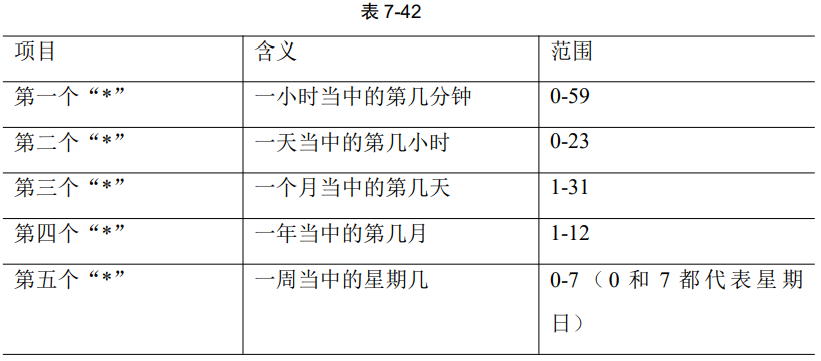 表 7-42
项目 含义 范围
第一个“*” 一小时当中的第几分钟 0-59
第二个“*” 一天当中的第几小时 0-23
第三个“*” 一个月当中的第几天 1-31
第四个“*” 一年当中的第几月 1-12
第五个“*” 一周当中的星期几 0-7（0 和 7 都代表星期
日）